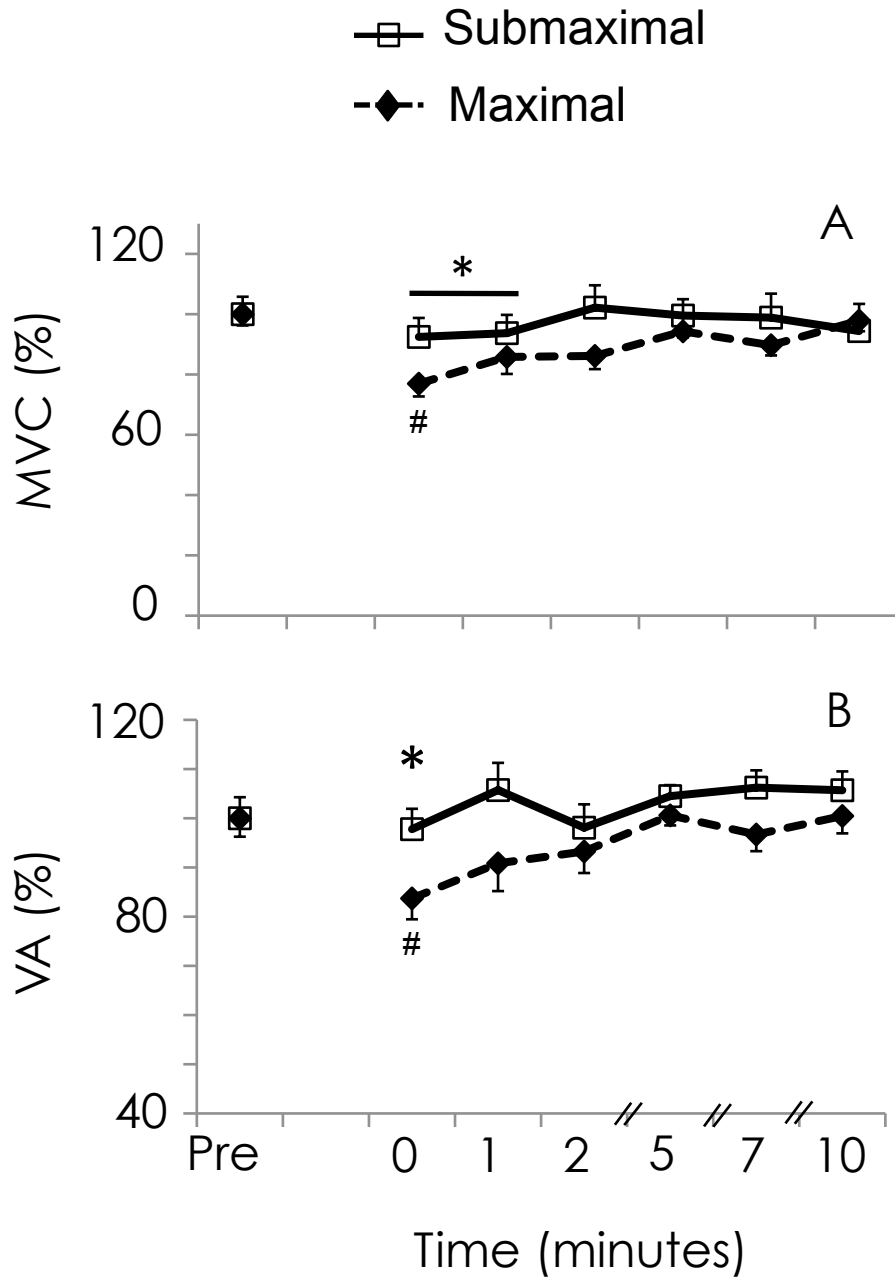 Submaximal
Maximal
A
120
*
MVC (%)
60
#
0
B
120
*
VA (%)
80
#
40
Pre 0 1 2 5 7 10
Time (minutes)